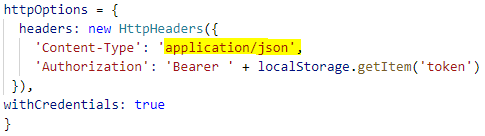 httpOptions = {
headers: new HttpHeaders({
'Content-Type': 'application/json',
'Authorization': 'Bearer ' + localStorage.getItem('token')
}),
withCredentials: true
}